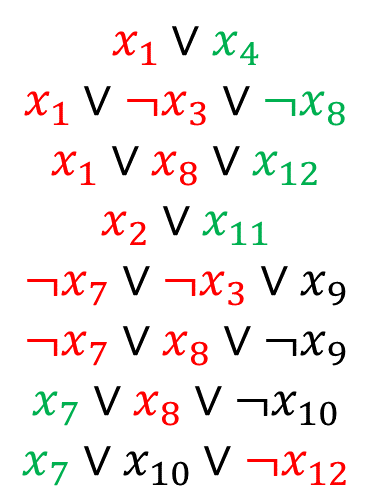 x₁ ∨ x₄
x₁ ∨ ¬x₃ ∨ ¬x₈
x₁ ∨ x₈ ∨ x₁₂
x₂ ∨ x₁₁
¬x₇ ∨ ¬x₃ ∨ x₉
¬x₇ ∨ x₈ ∨ ¬x₉
x₇ ∨ x₈ ∨ ¬x₁₀
x₇ ∨ x₁₀ ∨ ¬x₁₂